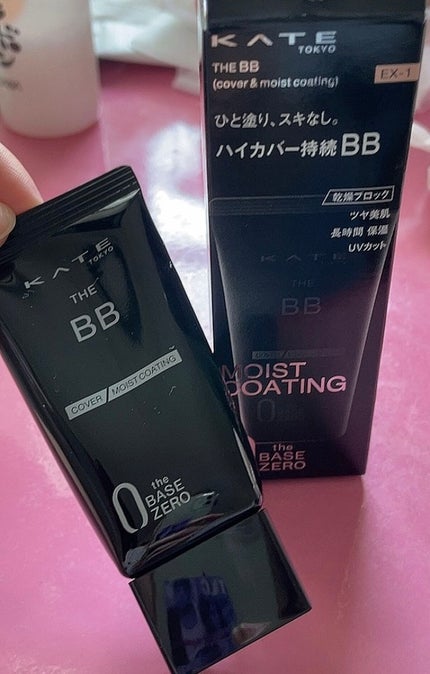 KATE
TOKYO
THE BB
(cover & moist coating)
EX-1
ひと塗り、スキなし。
ハイカバー持続BB
乾燥ブロック
ツヤ美肌
長時間 保湿
UVカット
KATE
THE
BB
MOIST
COATING
0 the
BASE
ZERO
KATE
TOKYO
THE
BB
COVER / MOIST COATING
0 the
BASE
ZERO